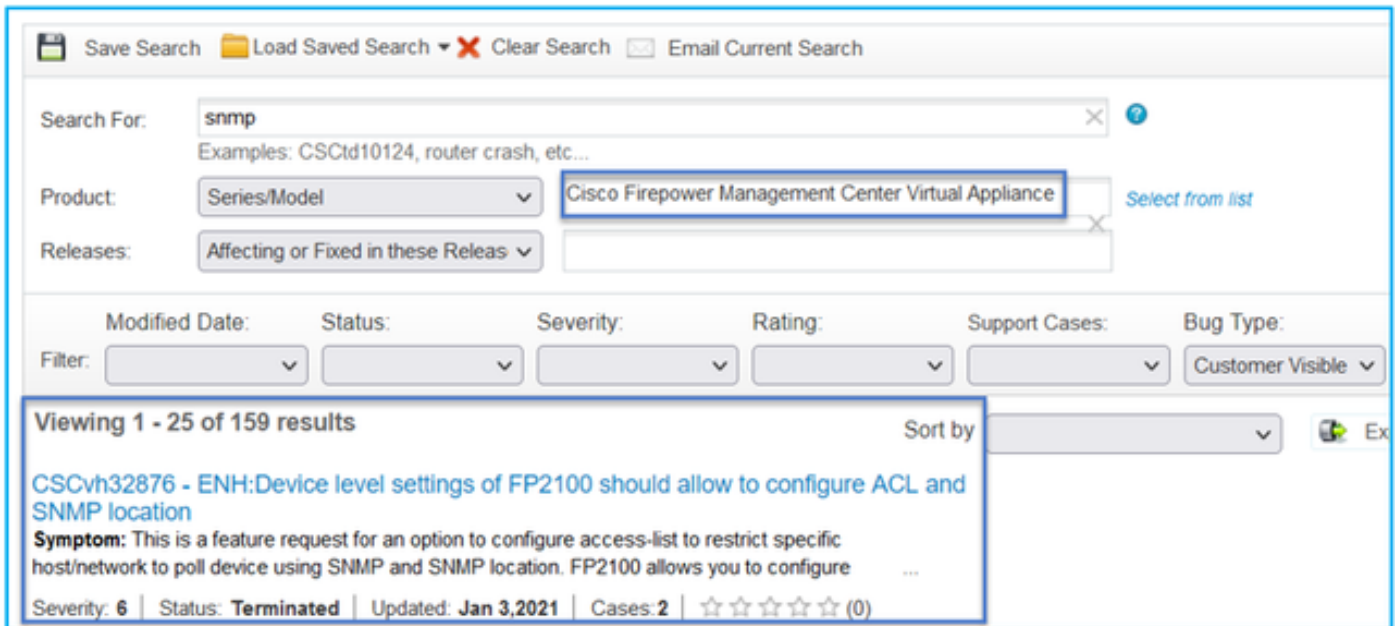 Save Search Load Saved Search Clear Search Email Current Search
Search For: snmp
Examples: CSCtd10124, router crash, etc...
Product: Series/Model Cisco Firepower Management Center Virtual Appliance Select from list
Releases: Affecting or Fixed in these Releas
Modified Date: Status: Severity: Rating: Support Cases: Bug Type:
Filter: Customer Visible
Viewing 1 - 25 of 159 results
Sort by Ex
CSCvh32876 - ENH:Device level settings of FP2100 should allow to configure ACL and
SNMP location
Symptom: This is a feature request for an option to configure access-list to restrict specific
host/network to poll device using SNMP and SNMP location. FP2100 allows you to configure ...
Severity: 6 | Status: Terminated | Updated: Jan 3,2021 | Cases:2 | ☆☆☆☆☆ (0)